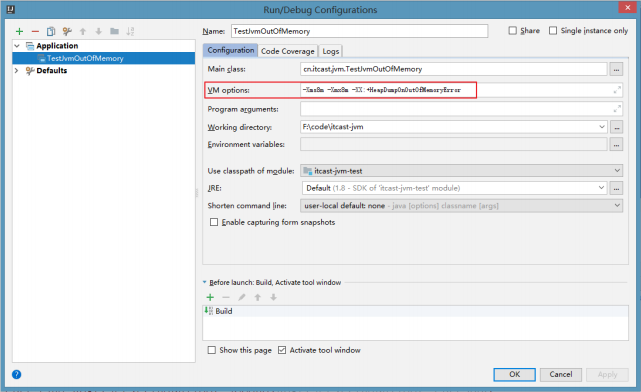 Run/Debug Configurations
Name: TestJvmOutOfMemory
Share
Single instance only
Application
TestJvmOutOfMemory
Defaults
Configuration Code Coverage Logs
Main class: cn.itcast.jvm.TestJvmOutOfMemory ...
VM options: -Xms8m -Xmx8m -XX:+HeapDumpOnOutOfMemoryError
Program arguments:
Working directory: F:\code\itcast-jvm ...
Environment variables: ...
Use classpath of module: itcast-jvm-test
JRE: Default (1.8 - SDK of 'itcast-jvm-test' module) ...
Shorten command line: user-local default: none - java [options] classname [args]
Enable capturing form snapshots
Before launch: Build, Activate tool window
Build
Show this page Activate tool window
OK Cancel Apply